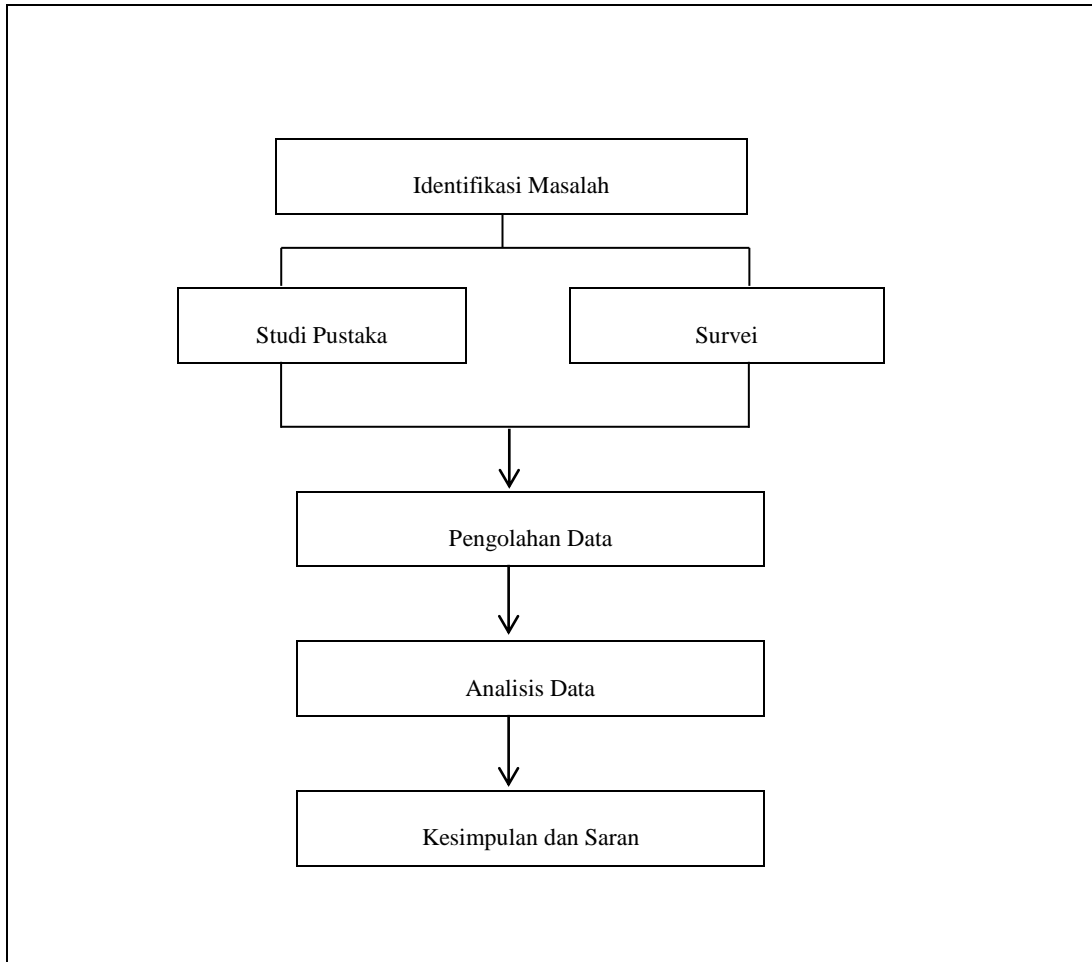 Identifikasi Masalah
Studi Pustaka
Survei
Pengolahan Data
Analisis Data
Kesimpulan dan Saran